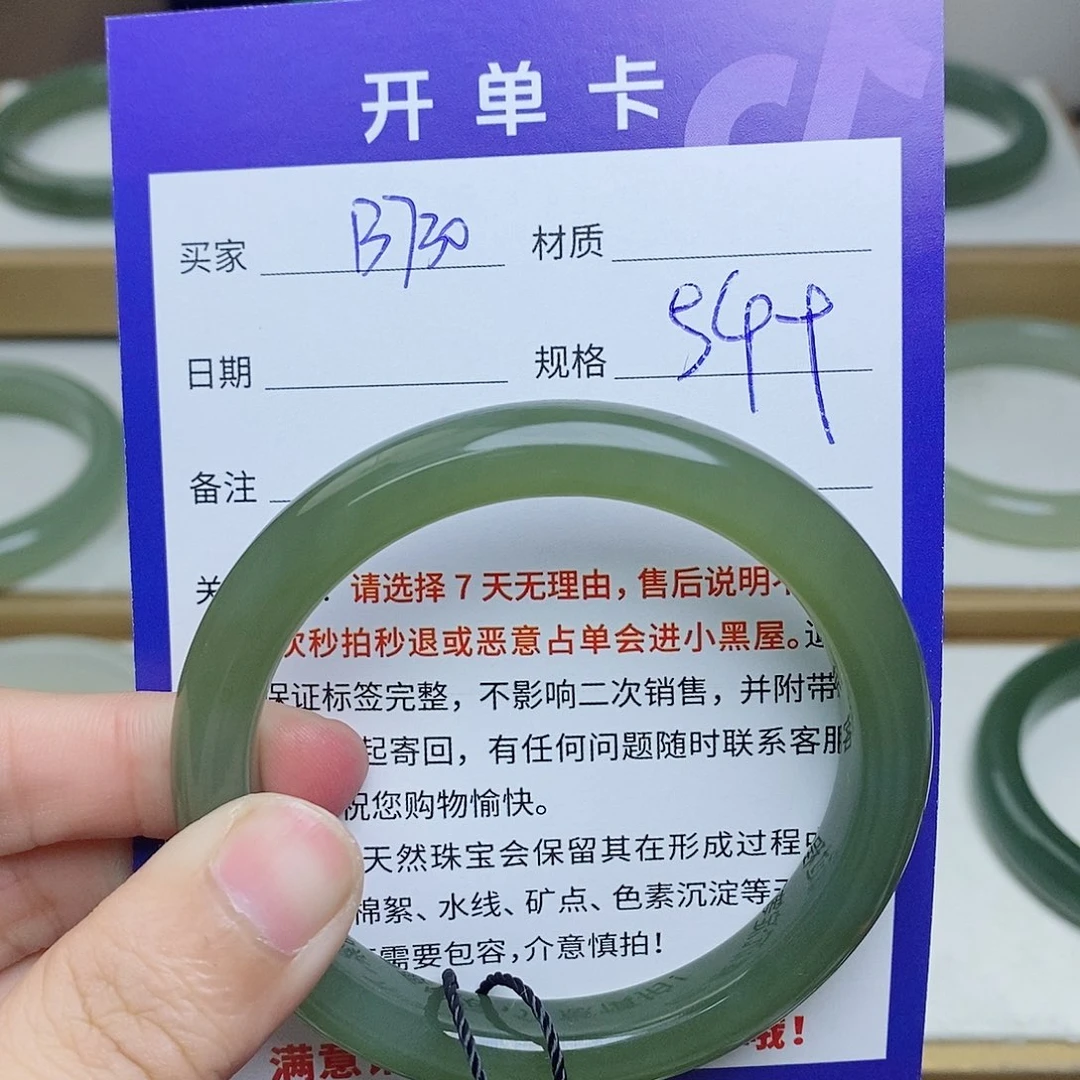 开单卡
买家 B730 材质
日期 规格
备注
关 请选择7天无理由，售后说明
秒拍秒退或恶意占单会进小黑屋。
保证标签完整，不影响二次销售，并附带
起寄回，有任何问题随时联系客服
祝您购物愉快。
天然珠宝会保留其在形成过程
棉絮、水线、矿点、色素沉淀等
需要包容，介意慎拍！
满意 我！